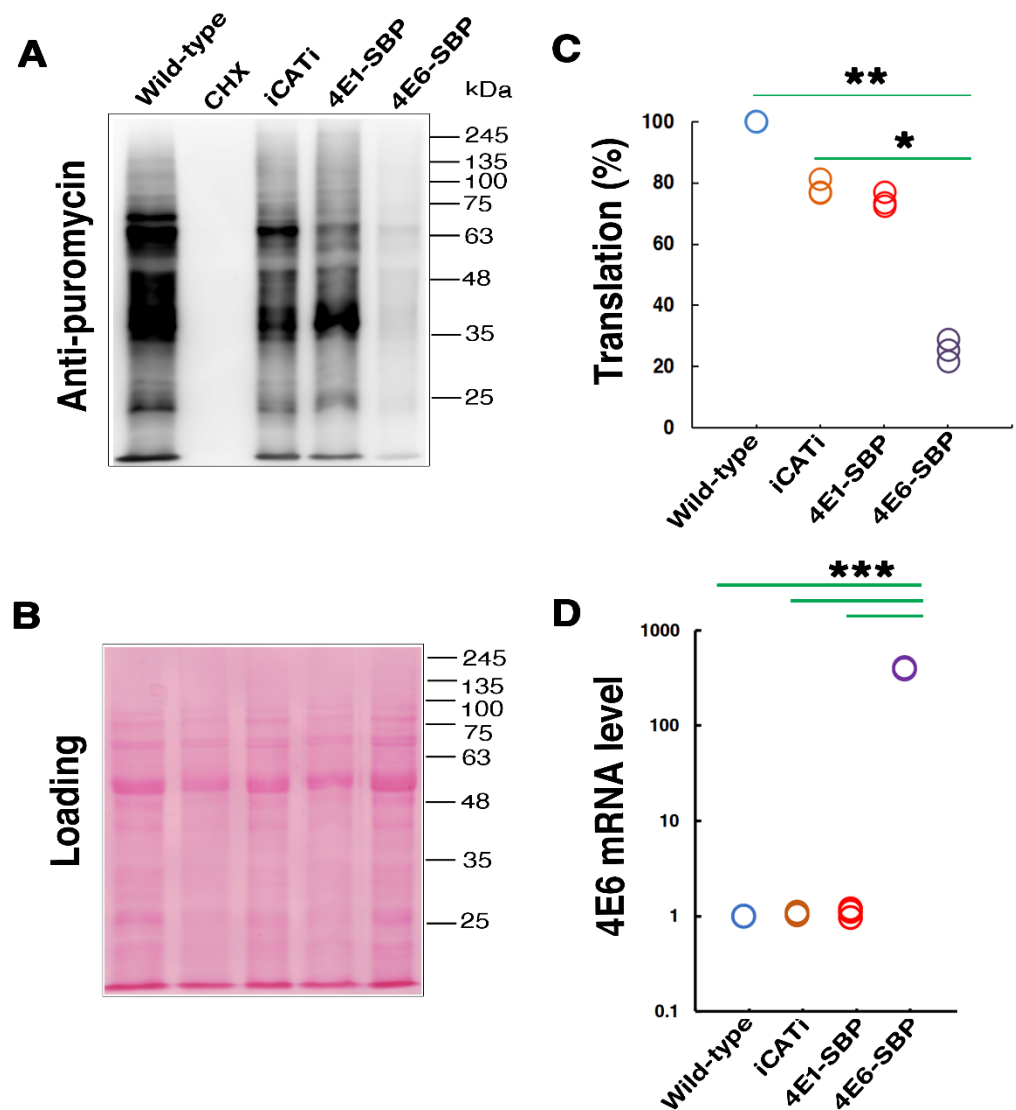 A
Wild-type
CHX
iCATi
4E1-SBP
4E6-SBP
kDa
245
135
100
75
63
48
35
25
Anti-puromycin
B
245
135
100
75
63
48
35
25
Loading
C
**
*
100
80
60
40
20
0
Translation (%)
Wild-type
iCATi
4E1-SBP
4E6-SBP
D
***
1000
100
10
1
0.1
4E6 mRNA level
Wild-type
iCATi
4E1-SBP
4E6-SBP